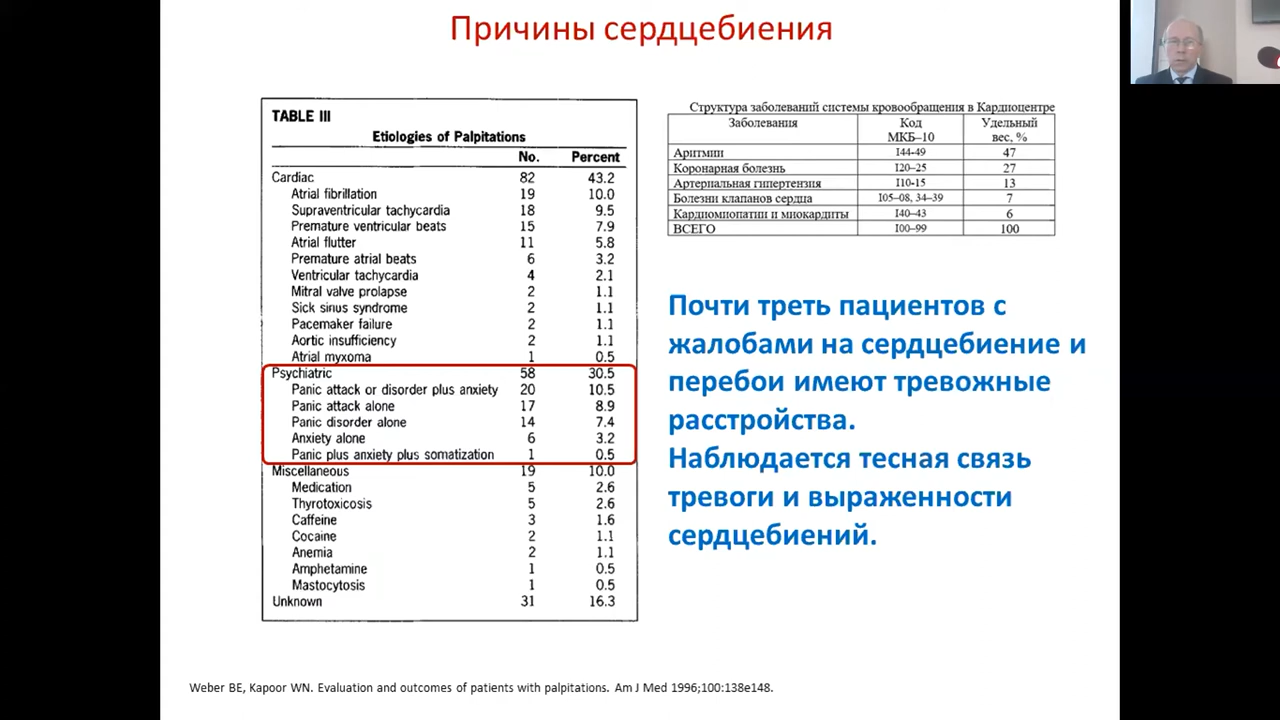 Причины сердцебиения
TABLE III
Etiologies of Palpitations
No. Percent
Cardiac 82 43.2
Atrial fibrillation 19 10.0
Supraventricular tachycardia 18 9.5
Premature ventricular beats 15 7.9
Atrial flutter 11 5.8
Premature atrial beats 6 3.2
Ventricular tachycardia 4 2.1
Mitral valve prolapse 2 1.1
Sick sinus syndrome 2 1.1
Pacemaker failure 2 1.1
Aortic insufficiency 2 1.1
Atrial myxoma 1 0.5
Psychiatric 58 30.5
Panic attack or disorder plus anxiety 20 10.5
Panic attack alone 17 8.9
Panic disorder alone 14 7.4
Anxiety alone 6 3.2
Panic plus anxiety plus somatization 1 0.5
Miscellaneous 19 10.0
Medication 5 2.6
Thyrotoxicosis 5 2.6
Caffeine 3 1.6
Cocaine 2 1.1
Anemia 2 1.1
Amphetamine 1 0.5
Mastocytosis 1 0.5
Unknown 31 16.3
Структура заболеваний системы кровообращения в Кардиоцентре
Заболевания Код Удельный
МКБ–10 вес, %
Аритмии I44-49 47
Коронарная болезнь I20–25 27
Артериальная гипертензия I10-15 13
Болезни клапанов сердца I05–08, 34–39 7
Кардиомиопатии и миокардиты I40–43 6
ВСЕГО I00–99 100
Почти треть пациентов с
жалобами на сердцебиение и
перебои имеют тревожные
расстройства.
Наблюдается тесная связь
тревоги и выраженности
сердцебиений.
Weber BE, Kapoor WN. Evaluation and outcomes of patients with palpitations. Am J Med 1996;100:138e148.